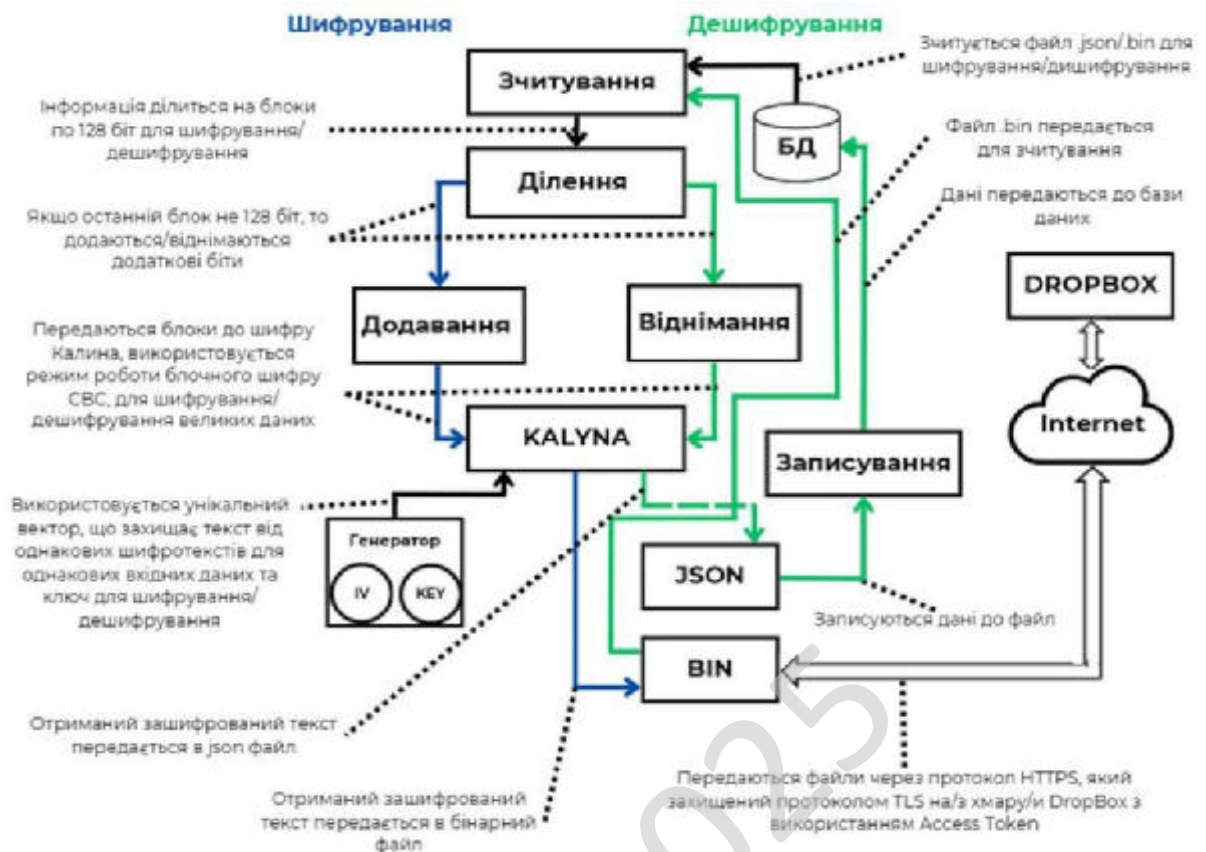 Шифрування
Дешифрування
Зчитується файл .json/.bin для
шифрування/дишифрування
Зчитування
Інформація ділиться на блоки
по 128 біт для шифрування/
дешифрування
БД
Файл .bin передається
для зчитування
Ділення
Дані передаються до бази
даних
Якщо останній блок не 128 біт, то
додаються/віднімаються
додаткові біти
DROPBOX
Додавання
Віднімання
Передаються блоки до шифру
Калина, використовується
режим роботи блочного шифру
CBC, для шифрування/
дешифрування великих даних
Internet
KALYNA
Записування
Використовується унікальний
вектор, що захищає текст від
однакових шифротекстів для
однакових вхідних даних та
ключ для шифрування/
дешифрування
Генератор
IV
KEY
JSON
Записуються дані до файл
BIN
Отриманий зашифрований текст
передається в json файл
Отриманий зашифрований
текст передається в бінарний
файл
Передаються файли через протокол HTTPS, який
захищений протоколом TLS на/з хмару/и DropBox з
використанням Access Token
2025